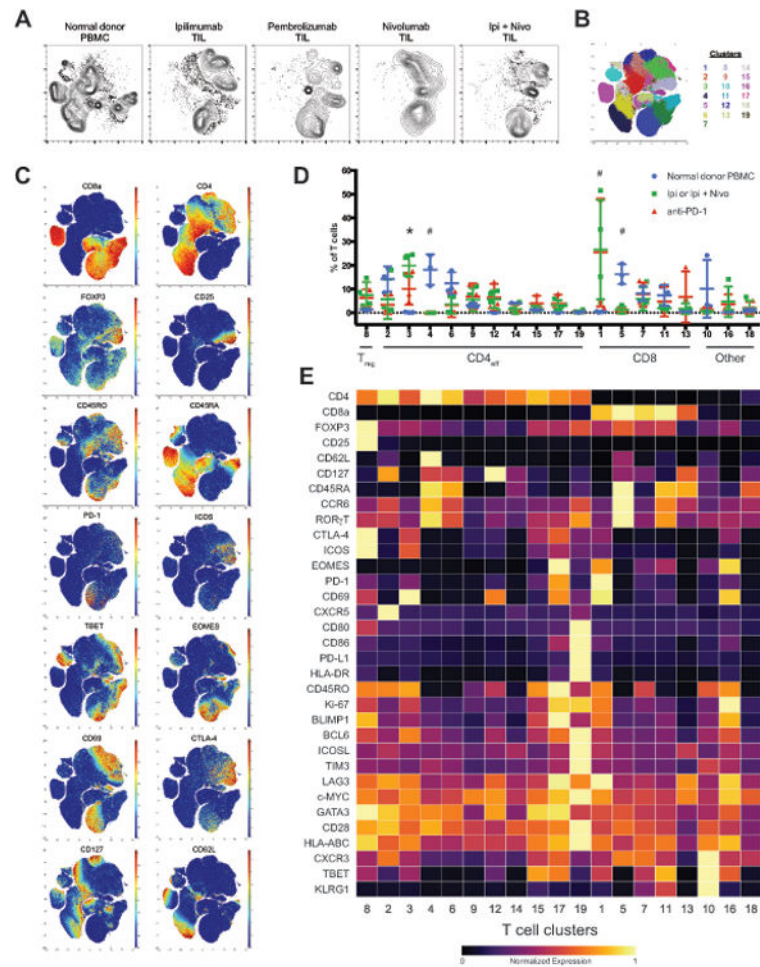 A
Normal donor
PBMC
Ipilimumab
TIL
Pembrolizumab
TIL
Nivolumab
TIL
Ipi + Nivo
TIL
B
Clusters
1 8 14
2 9 15
3 10 16
4 11 17
5 12 18
6 13 19
7
C
CD8a
CD4
FOXP3
CD25
CD45RO
CD45RA
PD-1
ICOS
TBET
EOMES
CD69
CTLA-4
CD127
CD62L
D
% of T cells
60
50
40
30
20
10
0
Normal donor PBMC
Ipi or Ipi + Nivo
anti-PD-1
*
#
#
#
8 2 3 4 6 9 12 14 15 17 19 1 5 7 11 13 10 16 18
Treg
CD4eff
CD8
Other
E
CD4
CD8a
FOXP3
CD25
CD62L
CD127
CD45RA
CCR6
RORγT
CTLA-4
ICOS
EOMES
PD-1
CD69
CXCR5
CD80
CD86
PD-L1
HLA-DR
CD45RO
Ki-67
BLIMP1
BCL6
ICOSL
TIM3
LAG3
c-MYC
GATA3
CD28
HLA-ABC
CXCR3
TBET
KLRG1
8 2 3 4 6 9 12 14 15 17 19 1 5 7 11 13 10 16 18
T cell clusters
0 Normalized Expression 1